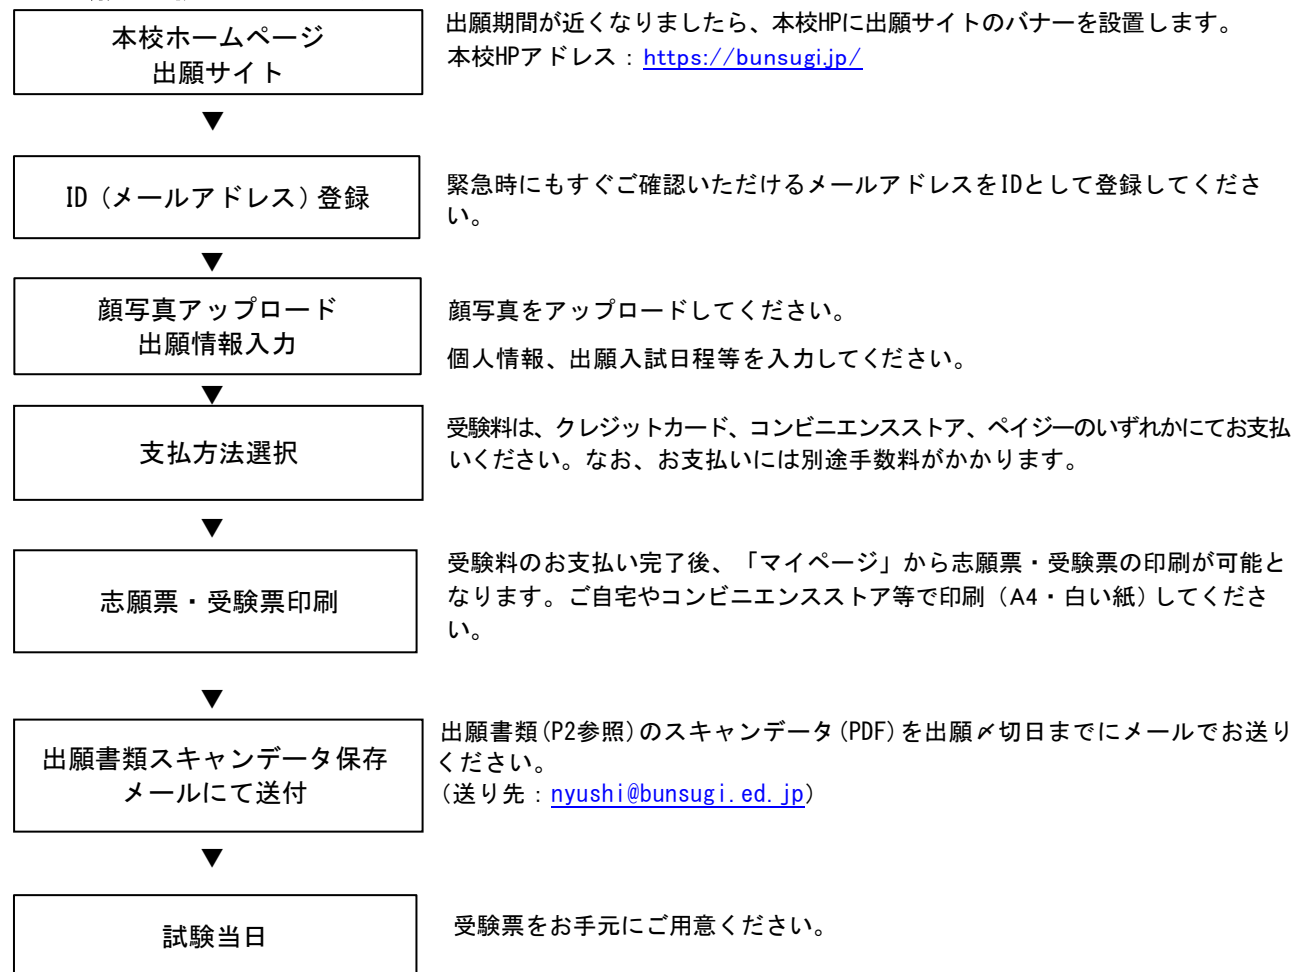 本校ホームページ
出願サイト
出願期間が近くなりましたら、本校HPに出願サイトのバナーを設置します。
本校HPアドレス：https://bunsugi.jp/
▼
ID（メールアドレス）登録
緊急時にもすぐご確認いただけるメールアドレスをIDとして登録してくださ
い。
▼
顔写真アップロード
出願情報入力
顔写真をアップロードしてください。
個人情報、出願入試日程等を入力してください。
▼
支払方法選択
受験料は、クレジットカード、コンビニエンスストア、ペイジーのいずれかにてお支払
いください。なお、お支払いには別途手数料がかかります。
▼
志願票・受験票印刷
受験料のお支払い完了後、「マイページ」から志願票・受験票の印刷が可能と
なります。ご自宅やコンビニエンスストア等で印刷（A4・白い紙）してくださ
い。
▼
出願書類スキャンデータ保存
メールにて送付
出願書類(P2参照)のスキャンデータ(PDF)を出願〆切日までにメールでお送り
ください。
（送り先：nyushi@bunsugi.ed.jp）
▼
試験当日
受験票をお手元にご用意ください。